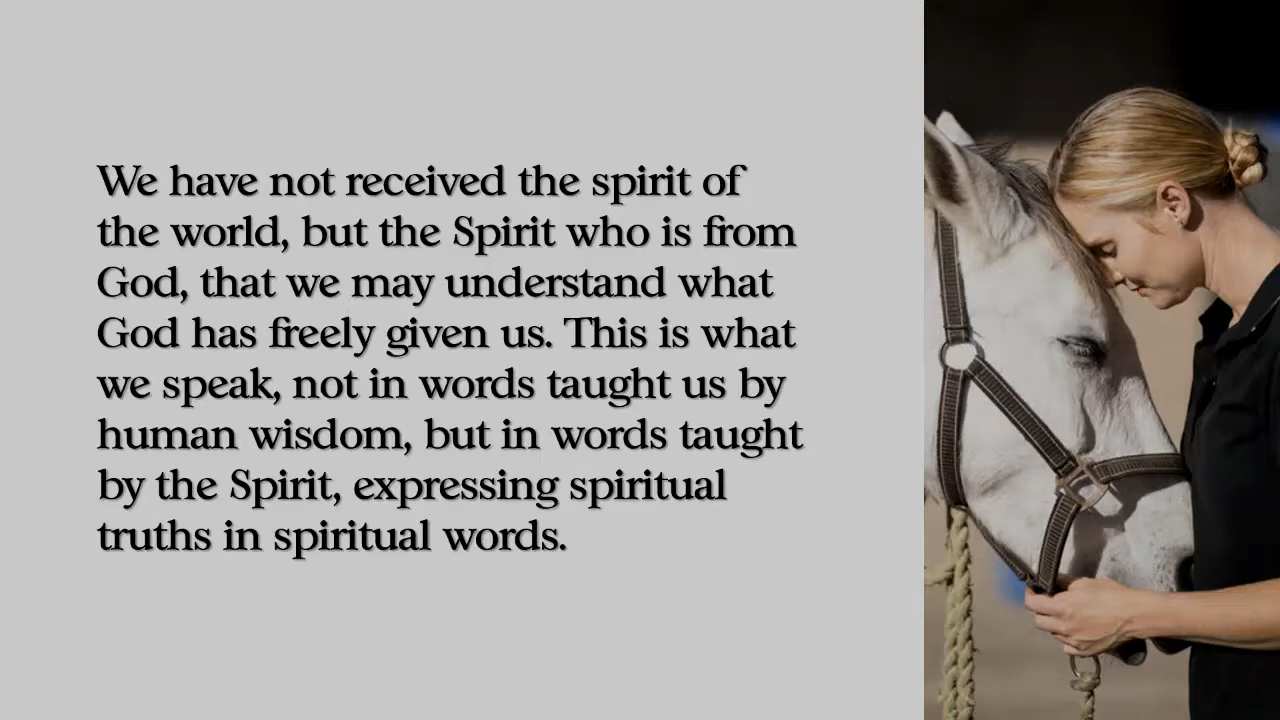 We have not received the spirit of
the world, but the Spirit who is from
God, that we may understand what
God has freely given us. This is what
we speak, not in words taught us by
human wisdom, but in words taught
by the Spirit, expressing spiritual
truths in spiritual words.